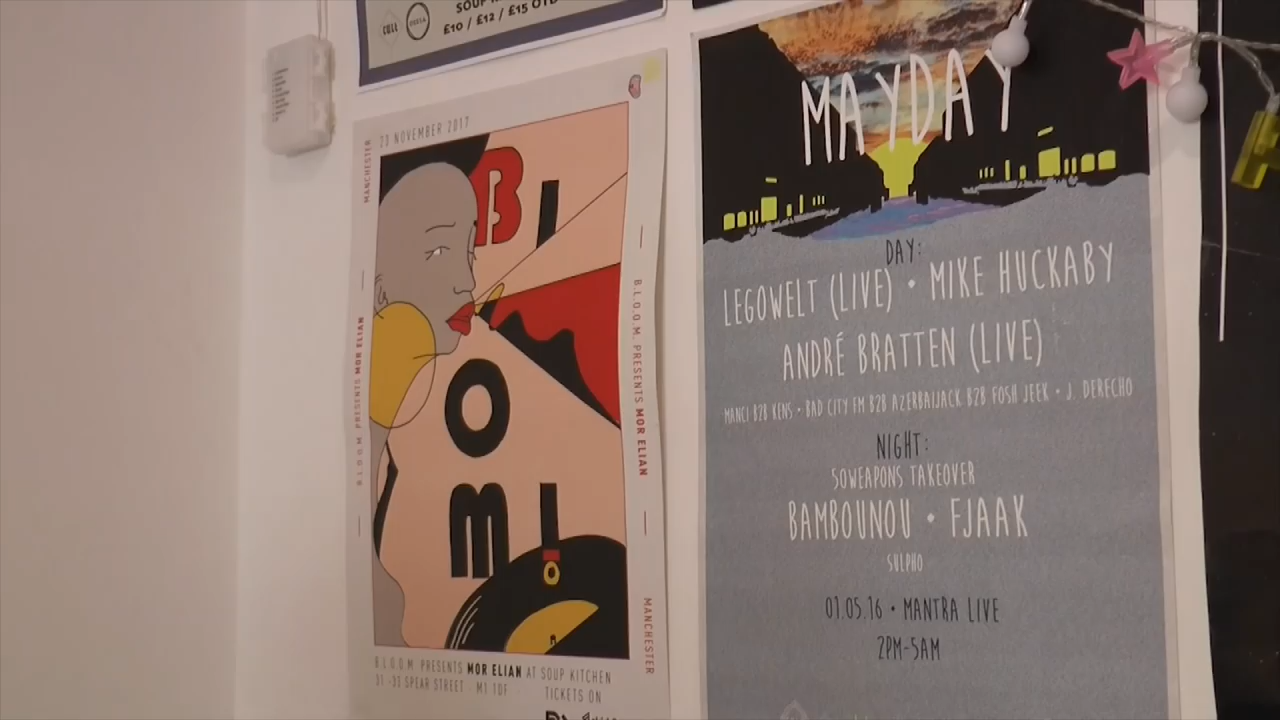 SOUP
£10 / £12 / £15 OTD
23 NOVEMBER 2017
MANCHESTER
B.L.O.O.M. PRESENTS MOR ELIAN
B L
O
M !
B.L.O.O.M. PRESENTS MOR ELIAN
MANCHESTER
B.L.O.O.M PRESENTS MOR ELIAN AT SOUP KITCHEN
31 -33 SPEAR STREET . M1 1DF
TICKETS ON
MAYDAY
DAY:
LEGOWELT (LIVE) • MIKE HUCKABY
ANDRÉ BRATTEN (LIVE)
MANCI B2B KENS • BAD CITY FM B2B AZERBAIJACK B2B FOSH JEEK • J. DERECHO
NIGHT:
50WEAPONS TAKEOVER
BAMBOUNOU • FJAAK
SULPHO
01.05.16 • MANTRA LIVE
2PM-5AM